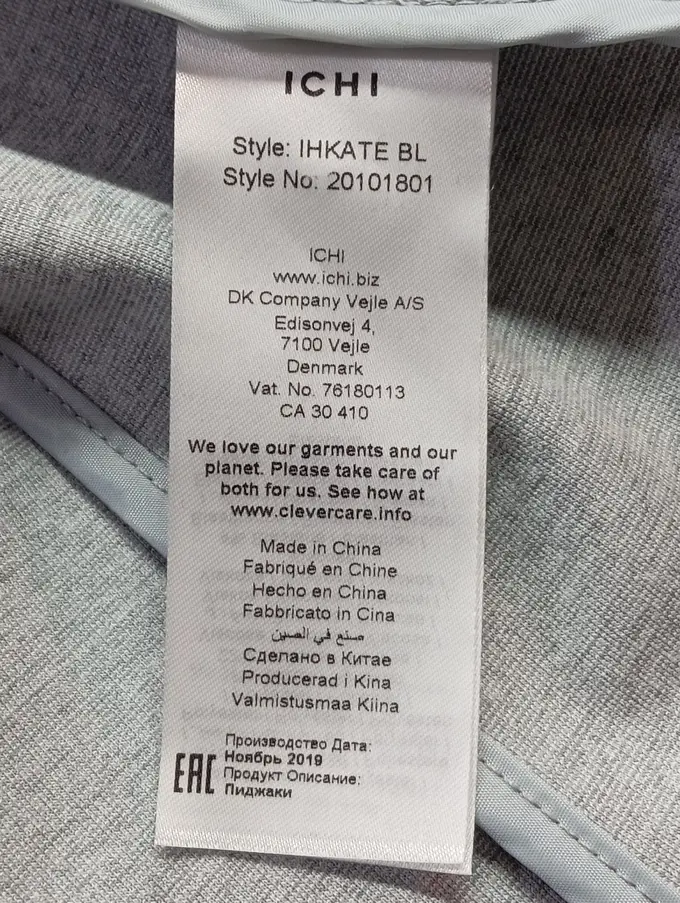 ICHI
Style: IHKATE BL
Style No: 20101801
ICHI
www.ichi.biz
DK Company Vejle A/S
Edisonvej 4,
7100 Vejle
Denmark
Vat. No. 76180113
CA 30 410
We love our garments and our
planet. Please take care of
both for us. See how at
www.clevercare.info
Made in China
Fabriqué en Chine
Hecho en China
Fabbricato in Cina
صنع في الصين
Сделано в Китае
Producerad i Kina
Valmistusmaa Kiina
Производство Дата:
Ноябрь 2019
EAC
Продукт Описание:
Пиджаки